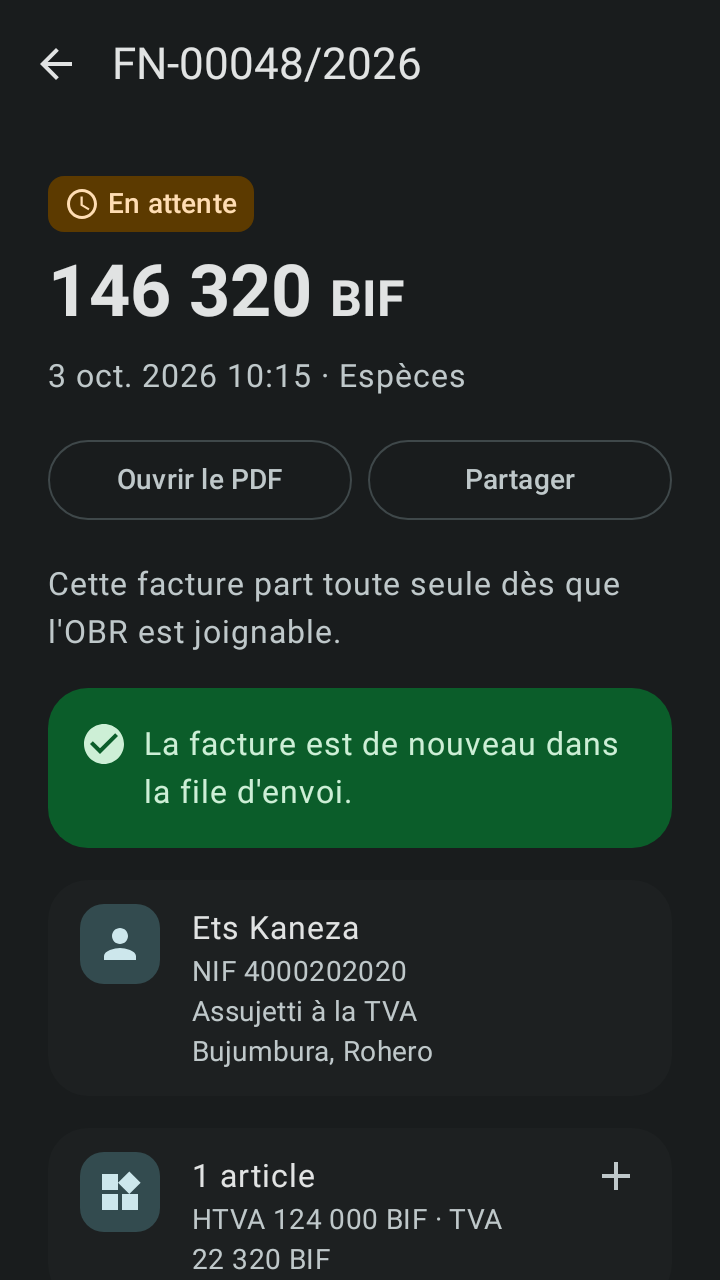 FN-00048/2026
En attente
146 320 BIF
3 oct. 2026 10:15 · Espèces
Ouvrir le PDF
Partager
Cette facture part toute seule dès que
l'OBR est joignable.
La facture est de nouveau dans
la file d'envoi.
Ets Kaneza
NIF 4000202020
Assujetti à la TVA
Bujumbura, Rohero
1 article
HTVA 124 000 BIF · TVA
22 320 BIF